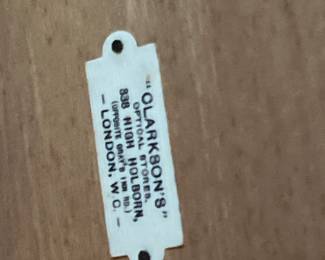 "CLARKSON'S"
OPTICAL STORES,
338 HIGH HOLBORN,
(OPPOSITE GRAY'S INN RD.)
— LONDON, W.C. —